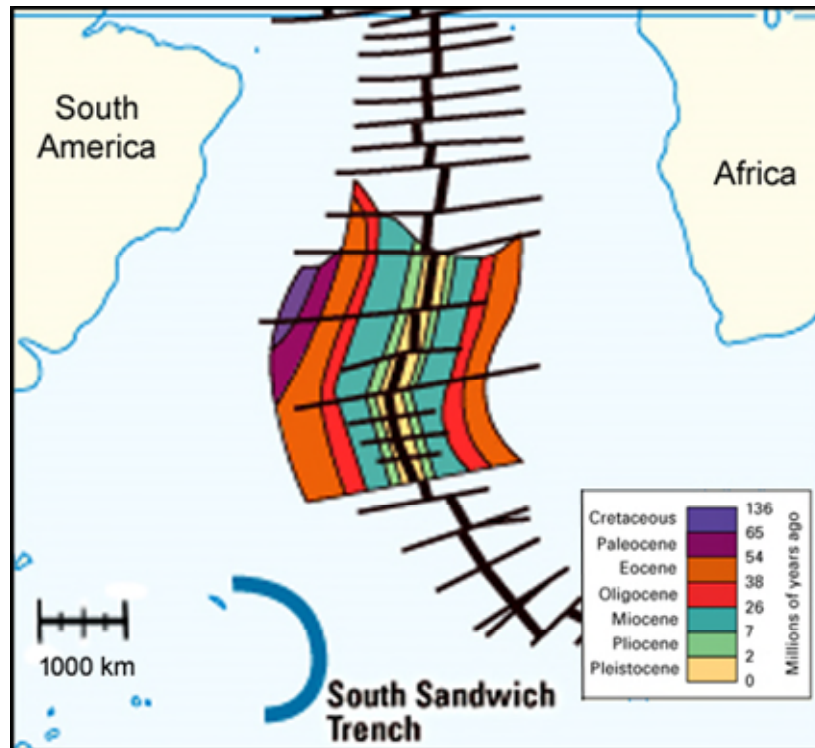 South
America
Africa
1000 km
South Sandwich
Trench
Cretaceous
Paleocene
Eocene
Oligocene
Miocene
Pliocene
Pleistocene
136
65
54
38
26
7
2
0
Millions of years ago